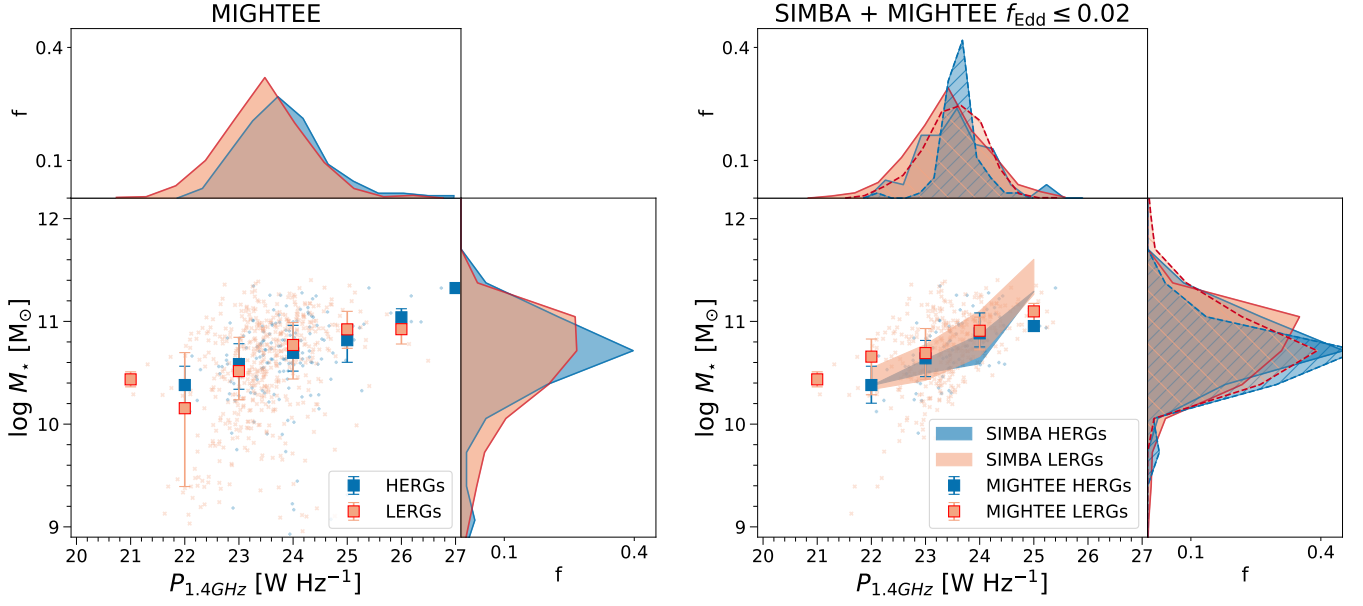 MIGHTEE
SIMBA + MIGHTEE f_Edd ≤ 0.02
0.4
f
0.1
0.4
f
0.1
12
11
10
9
log M⋆ [M⊙]
HERGs
LERGs
20 21 22 23 24 25 26 27
P_1.4GHz [W Hz⁻¹]
0.1 0.4
f
12
11
10
9
log M⋆ [M⊙]
SIMBA HERGs
SIMBA LERGs
MIGHTEE HERGs
MIGHTEE LERGs
20 21 22 23 24 25 26 27
P_1.4GHz [W Hz⁻¹]
0.1 0.4
f